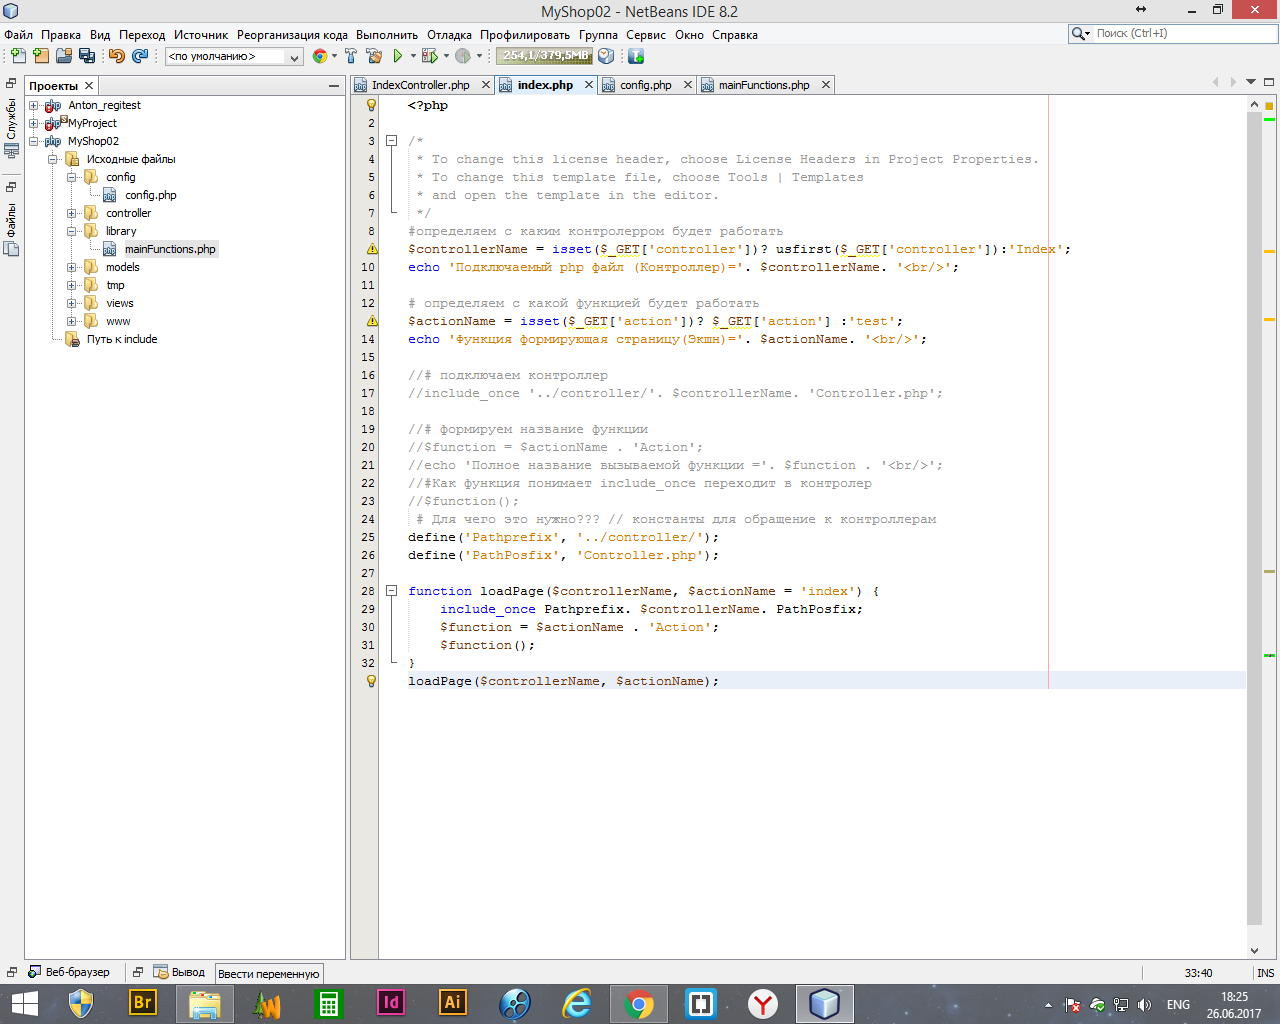 MyShop02 - NetBeans IDE 8.2
Файл Правка Вид Переход Источник Реорганизация кода Выполнить Отладка Профилировать Группа Сервис Окно Справка
Поиск (Ctrl+I)
<по умолчанию>
254,1/379,5MB
Проекты
IndexController.php
index.php
config.php
mainFunctions.php
Службы
Файлы
Anton_regitest
MyProject
MyShop02
Исходные файлы
config
config.php
controller
library
mainFunctions.php
models
tmp
views
www
Путь к include
<?php
2
3 /*
4 * To change this license header, choose License Headers in Project Properties.
5 * To change this template file, choose Tools | Templates
6 * and open the template in the editor.
7 */
8 #определяем с каким контролерром будет работать
$controllerName = isset($_GET['controller'])? usfirst($_GET['controller']):'Index';
10 echo 'Подключаемый php файл (Контроллер)='. $controllerName. '<br/>';
11
12 # определяем с какой функцией будет работать
$actionName = isset($_GET['action'])? $_GET['action'] :'test';
14 echo 'Функция формирующая страницу(Экшн)='. $actionName. '<br/>';
15
16 //# подключаем контроллер
17 //include_once '../controller/'. $controllerName. 'Controller.php';
18
19 //# формируем название функции
20 //$function = $actionName . 'Action';
21 //echo 'Полное название вызываемой функции ='. $function . '<br/>';
22 //#Как функция понимает include_once переходит в контролер
23 //$function();
24 # Для чего это нужно??? // константы для обращение к контроллерам
25 define('Pathprefix', '../controller/');
26 define('PathPosfix', 'Controller.php');
27
28 function loadPage($controllerName, $actionName = 'index') {
29 include_once Pathprefix. $controllerName. PathPosfix;
30 $function = $actionName . 'Action';
31 $function();
32 }
loadPage($controllerName, $actionName);
Веб-браузер
Вывод
Ввести переменную
33:40
INS
Br
Id
Ai
ENG
18:25
26.06.2017